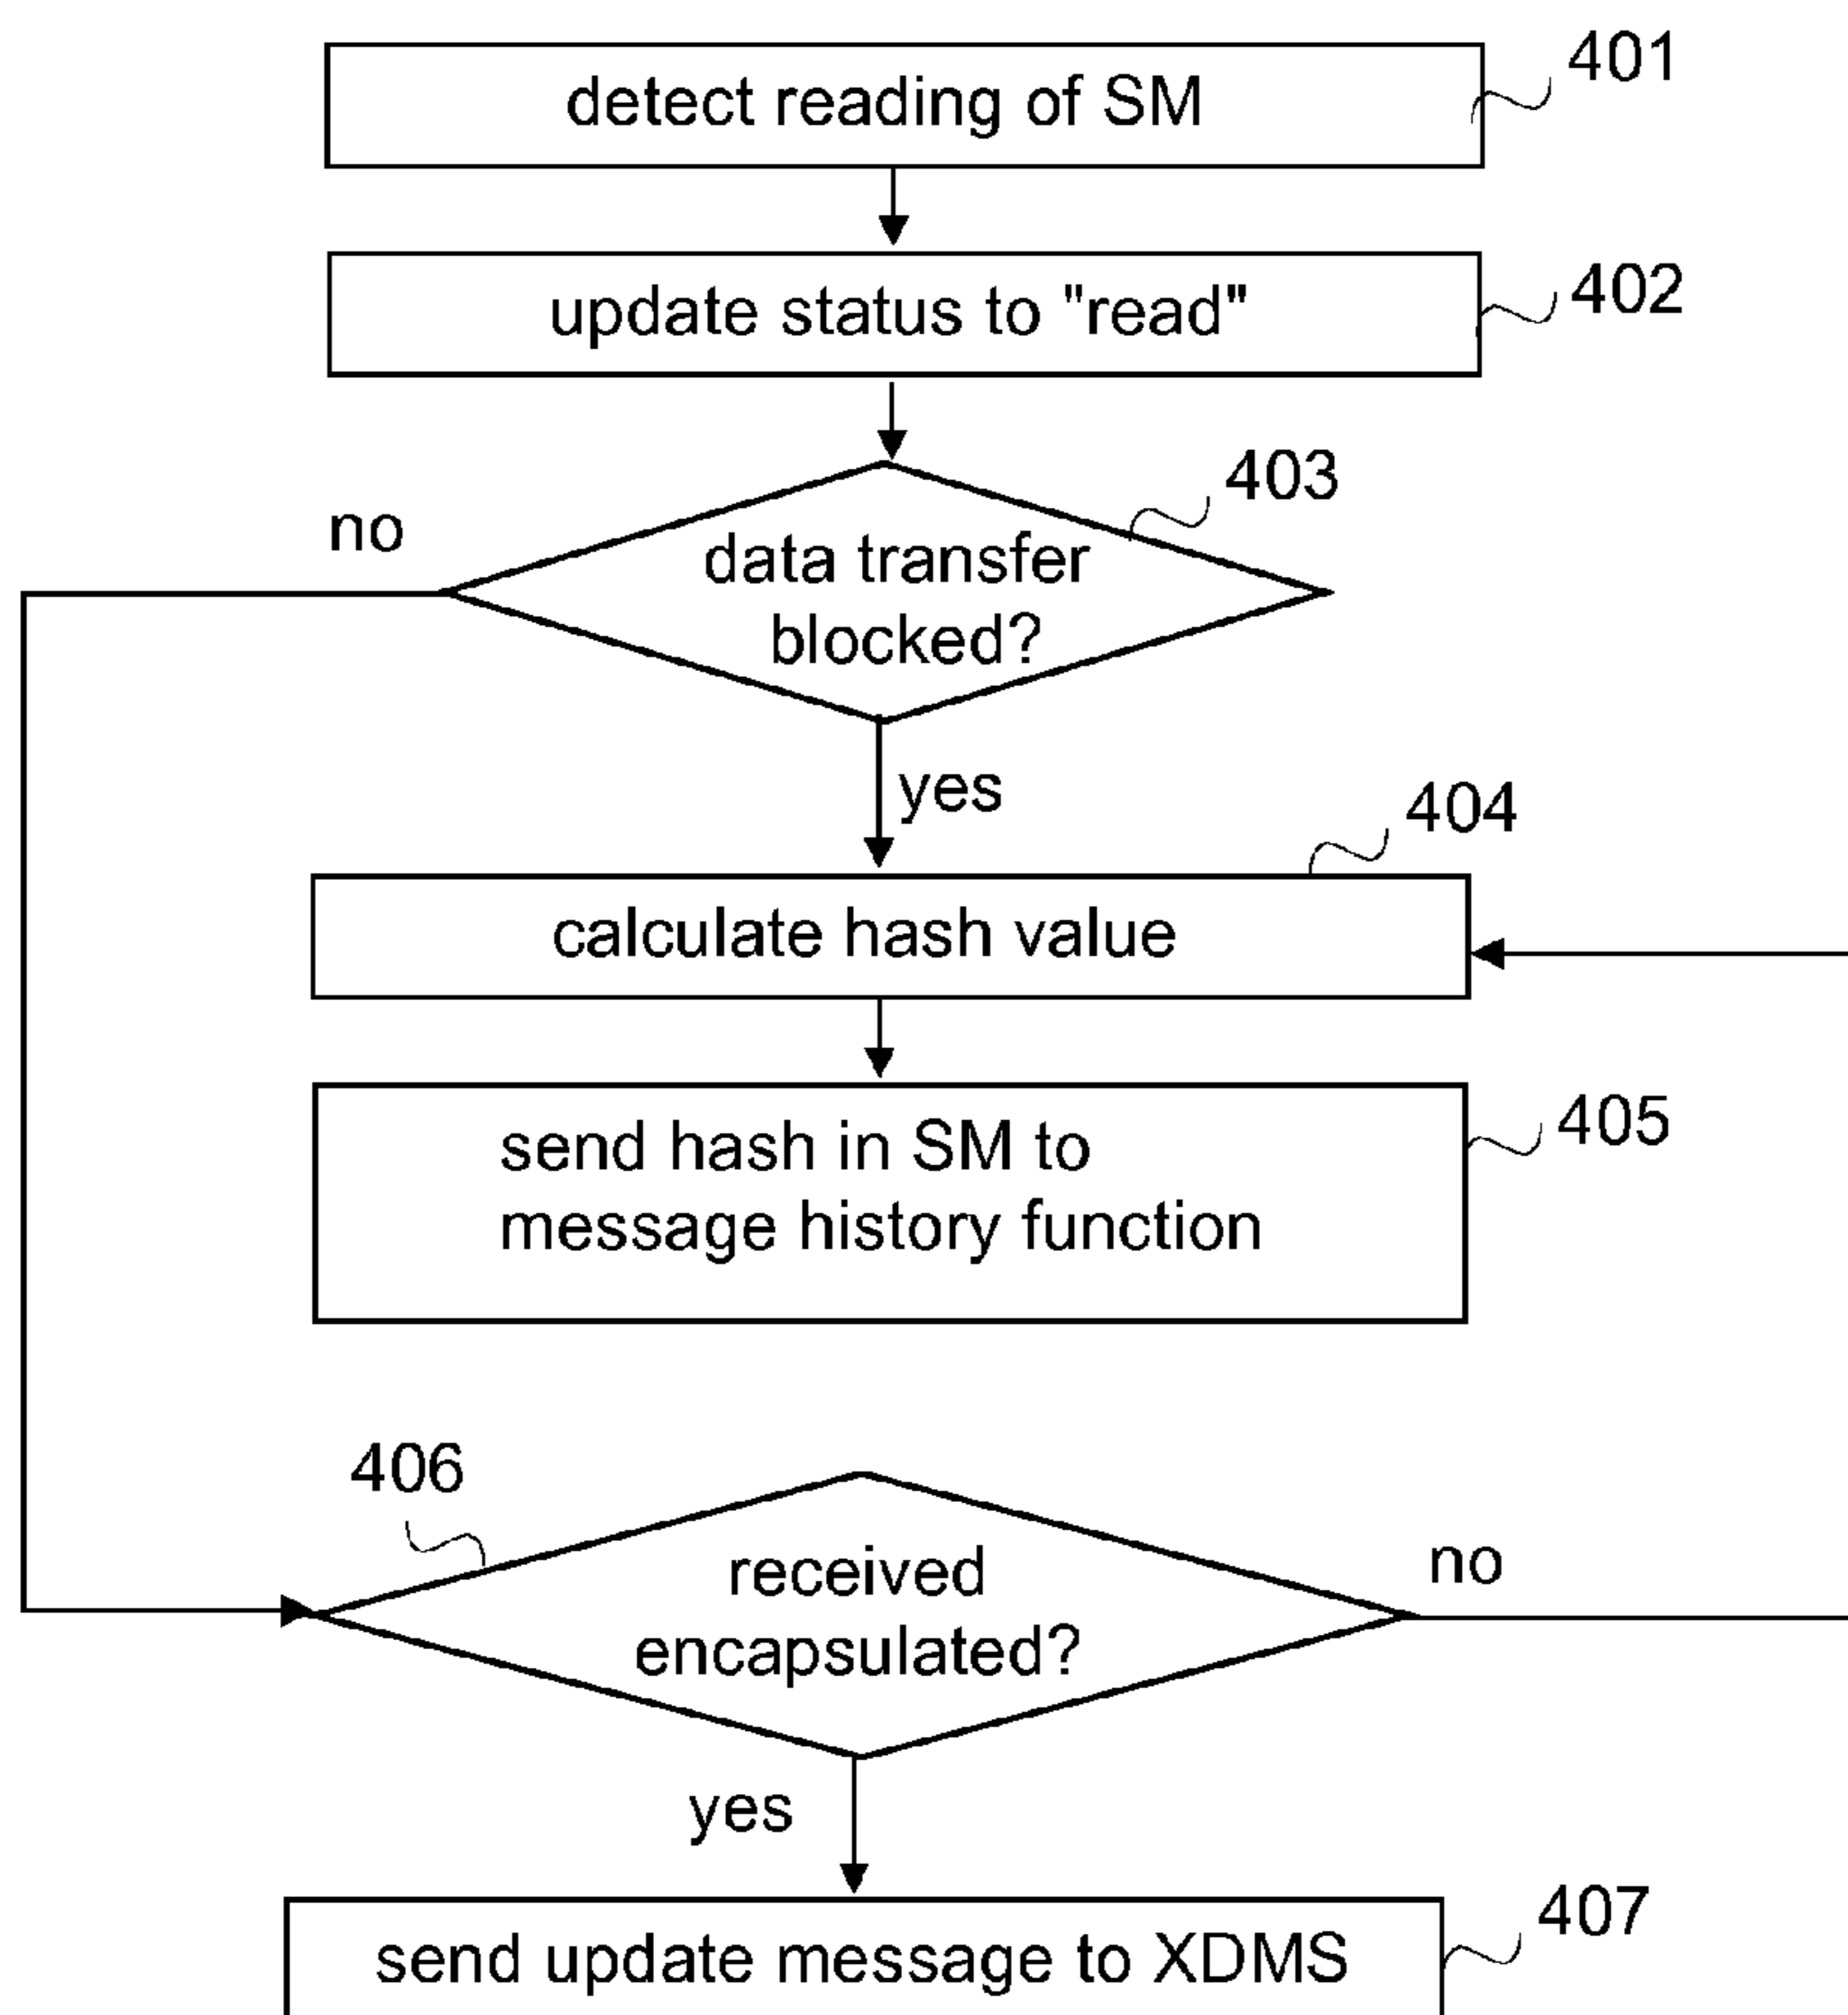 401
detect reading of SM
402
update status to "read"
403
no
data transfer
blocked?
yes
404
calculate hash value
405
send hash in SM to
message history function
406
no
received
encapsulated?
yes
407
send update message to XDMS